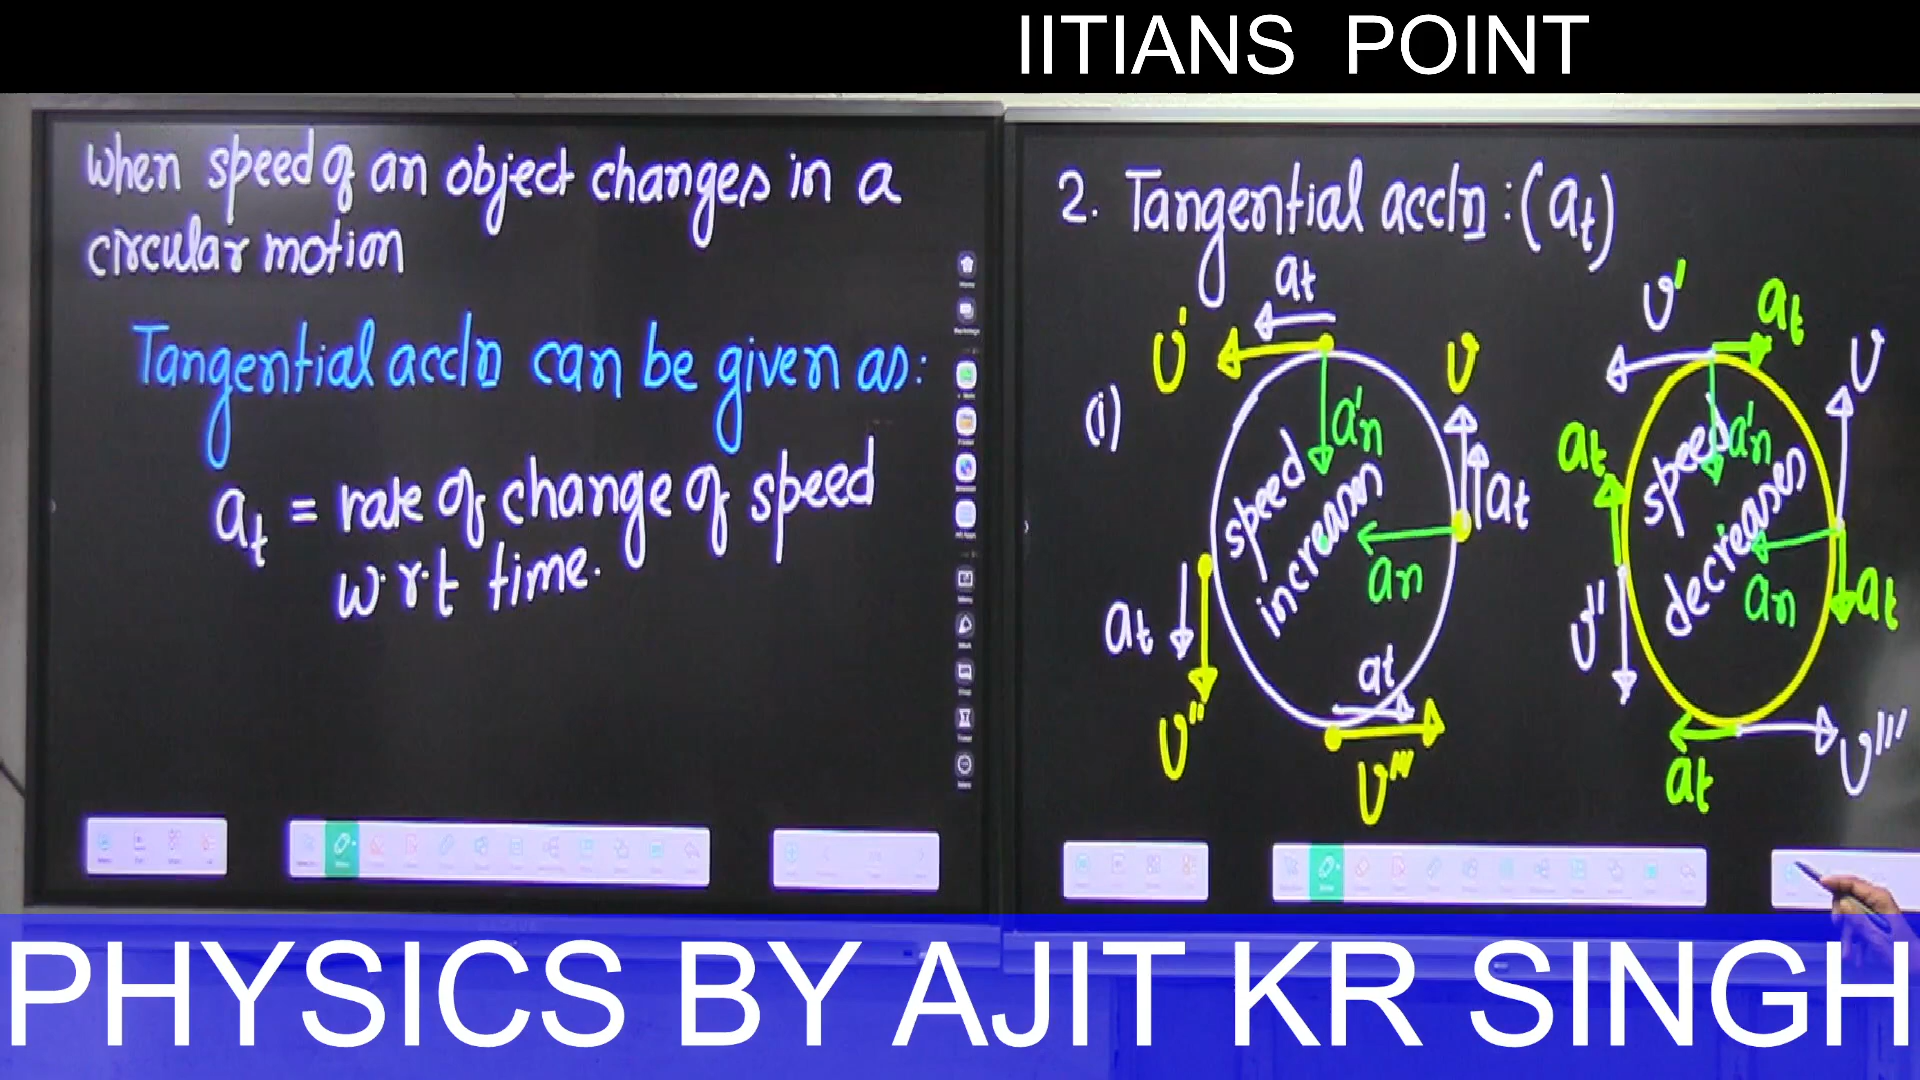 IITIANS POINT
when speed of an object changes in a
circular motion
Tangential accln can be given as:
at = rate of change of speed
w.r.t time.
2. Tangential accln : (at)
(i)
at
v'
v
a'n
at
an
speed
increases
at
v''
at
v'''
v'
at
v
at
a'n
speed
decreases
an
at
v''
at
v'''
PHYSICS BY AJIT KR SINGH